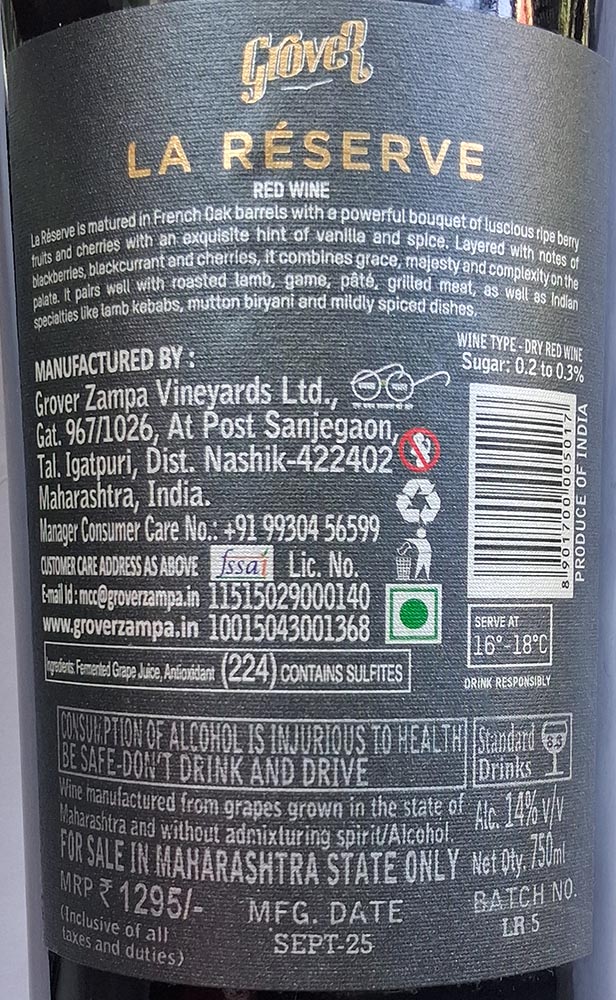 Grover
LA RÉSERVE
RED WINE
La Réserve is matured in French Oak barrels with a powerful bouquet of luscious ripe berry
fruits and cherries with an exquisite hint of vanilla and spice. Layered with notes of
blackberries, blackcurrant and cherries, it combines grace, majesty and complexity on the
palate. It pairs well with roasted lamb, game, pâté, grilled meat, as well as Indian
specialties like lamb kebabs, mutton biryani and mildly spiced dishes.
WINE TYPE - DRY RED WINE
Sugar: 0.2 to 0.3%
MANUFACTURED BY :
Grover Zampa Vineyards Ltd.,
Gat. 967/1026, At Post Sanjegaon,
Tal. Igatpuri, Dist. Nashik-422402
Maharashtra, India.
Manager Consumer Care No.: +91 99304 56599
CUSTOMER CARE ADDRESS AS ABOVE fssai Lic. No.
E-mail Id : mcc@groverzampa.in 11515029000140
www.groverzampa.in 10015043001368
8 901700 005017
PRODUCE OF INDIA
SERVE AT
16°-18°C
DRINK RESPONSIBLY
Ingredients: Fermented Grape Juice, Antioxidant (224) CONTAINS SULFITES
CONSUMPTION OF ALCOHOL IS INJURIOUS TO HEALTH
BE SAFE-DON'T DRINK AND DRIVE
Standard
Drinks
Wine manufactured from grapes grown in the state of
Maharashtra and without admixturing spirit/Alcohol.
FOR SALE IN MAHARASHTRA STATE ONLY
Alc. 14% v/v
Net Qty. 750ml
MRP ₹ 1295/-
(Inclusive of all
taxes and duties)
MFG. DATE
SEPT-25
BATCH NO.
LR-5